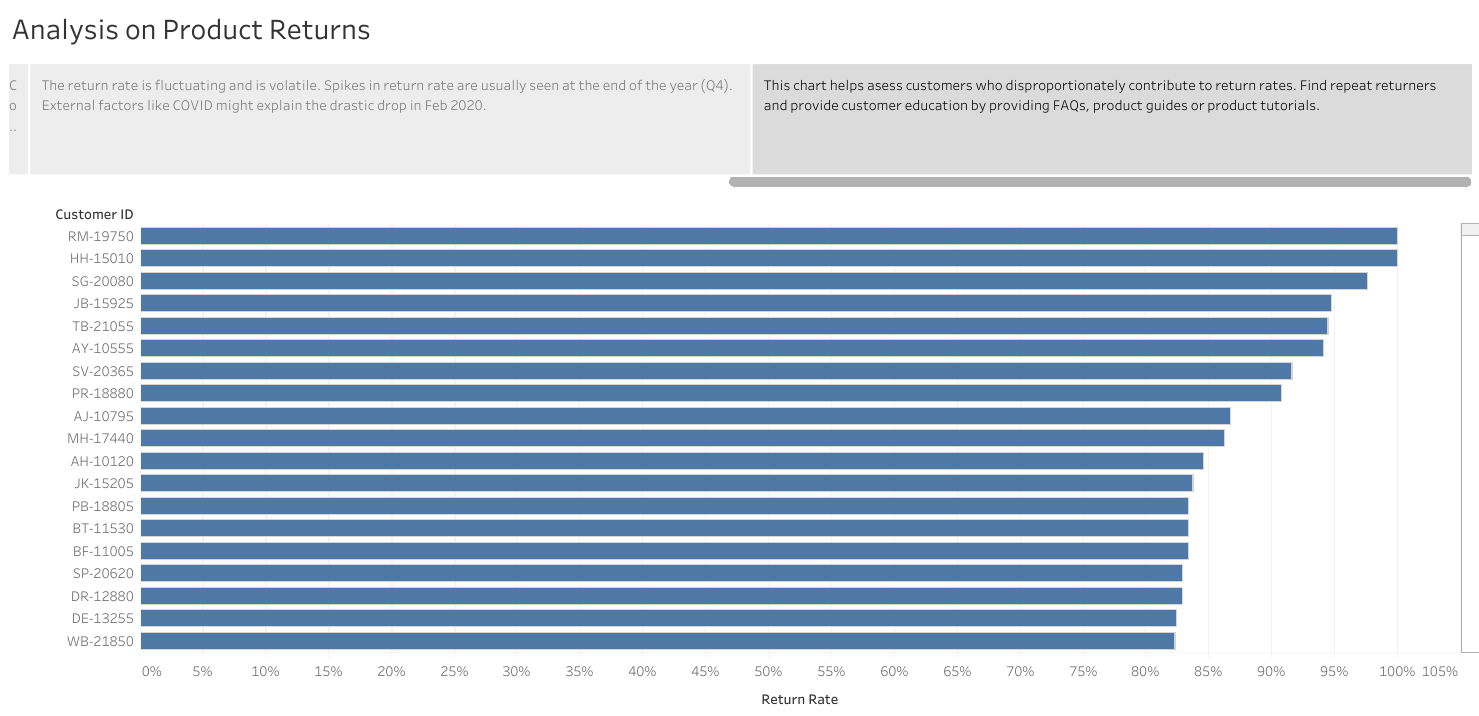 Analysis on Product Returns
C
o
..
The return rate is fluctuating and is volatile. Spikes in return rate are usually seen at the end of the year (Q4).
External factors like COVID might explain the drastic drop in Feb 2020.
This chart helps asess customers who disproportionately contribute to return rates. Find repeat returners
and provide customer education by providing FAQs, product guides or product tutorials.
Customer ID
RM-19750
HH-15010
SG-20080
JB-15925
TB-21055
AY-10555
SV-20365
PR-18880
AJ-10795
MH-17440
AH-10120
JK-15205
PB-18805
BT-11530
BF-11005
SP-20620
DR-12880
DE-13255
WB-21850
0% 5% 10% 15% 20% 25% 30% 35% 40% 45% 50% 55% 60% 65% 70% 75% 80% 85% 90% 95% 100% 105%
Return Rate